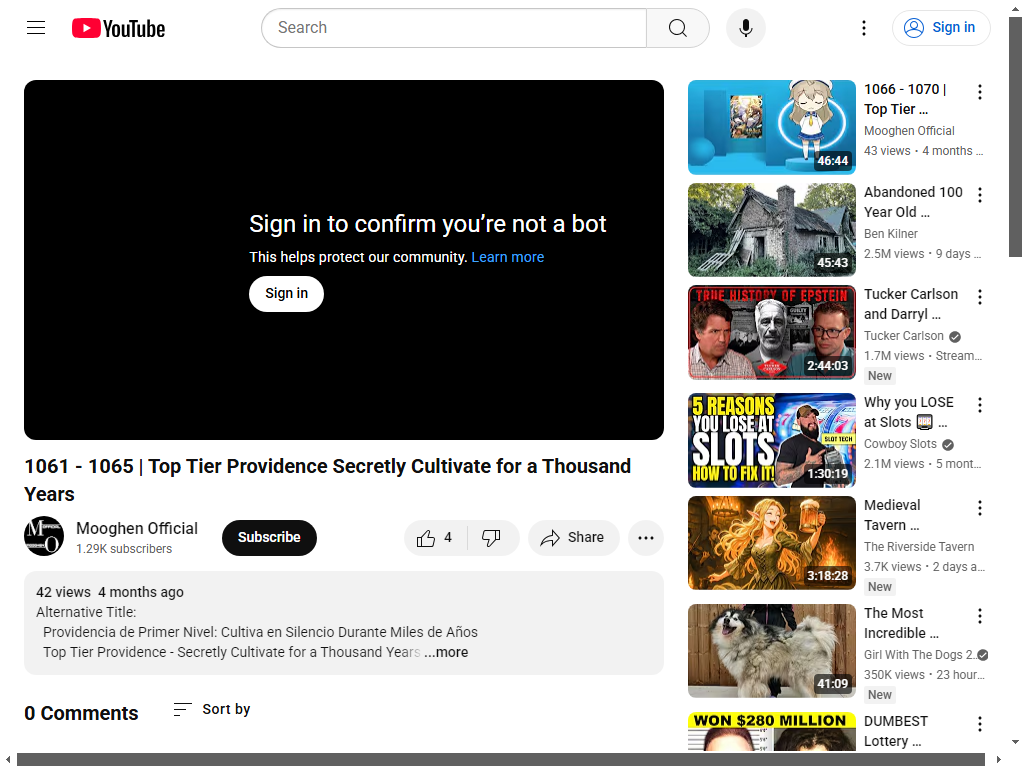 YouTube
Search
Sign in
Sign in to confirm you’re not a bot
This helps protect our community. Learn more
Sign in
1061 - 1065 | Top Tier Providence Secretly Cultivate for a Thousand
Years
Mooghen Official
1.29K subscribers
Subscribe
4
Share
42 views 4 months ago
Alternative Title:
Providencia de Primer Nivel: Cultiva en Silencio Durante Miles de Años
Top Tier Providence - Secretly Cultivate for a Thousand Years ...more
0 Comments
Sort by
46:44
1066 - 1070 |
Top Tier …
Mooghen Official
43 views • 4 months …
45:43
Abandoned 100
Year Old …
Ben Kilner
2.5M views • 9 days …
TRUE HISTORY OF EPSTEIN
GUILTY
2:44:03
Tucker Carlson
and Darryl …
Tucker Carlson
1.7M views • Stream…
New
5 REASONS
YOU LOSE AT
SLOTS
HOW TO FIX IT!
SLOT TECH
1:30:19
Why you LOSE
at Slots 🎰 …
Cowboy Slots
2.1M views • 5 mont…
3:18:28
Medieval
Tavern …
The Riverside Tavern
3.7K views • 2 days a…
New
41:09
The Most
Incredible …
Girl With The Dogs 2…
350K views • 23 hour…
New
WON $280 MILLION
DUMBEST
Lottery …